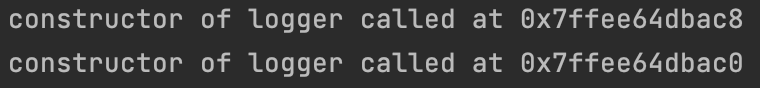 constructor of logger called at 0x7ffee64dbac8
constructor of logger called at 0x7ffee64dbac0